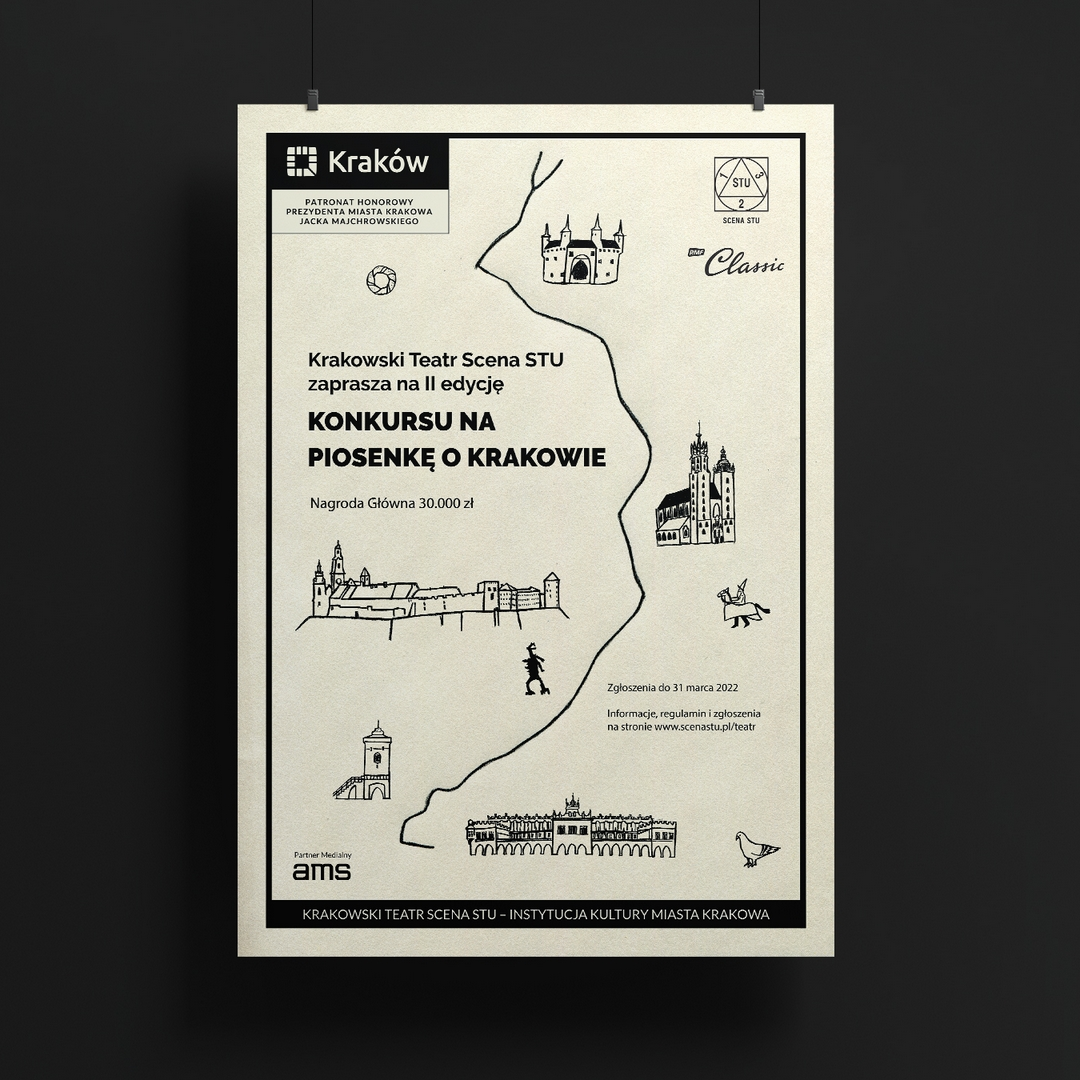 Kraków
PATRONAT HONOROWY
PREZYDENTA MIASTA KRAKOWA
JACKA MAJCHROWSKIEGO
1
STU
3
2
SCENA STU
RMF
Classic
Krakowski Teatr Scena STU
zaprasza na II edycję
KONKURSU NA
PIOSENKĘ O KRAKOWIE
Nagroda Główna 30.000 zł
Zgłoszenia do 31 marca 2022
Informacje, regulamin i zgłoszenia
na stronie www.scenastu.pl/teatr
Partner Medialny
ams
KRAKOWSKI TEATR SCENA STU – INSTYTUCJA KULTURY MIASTA KRAKOWA